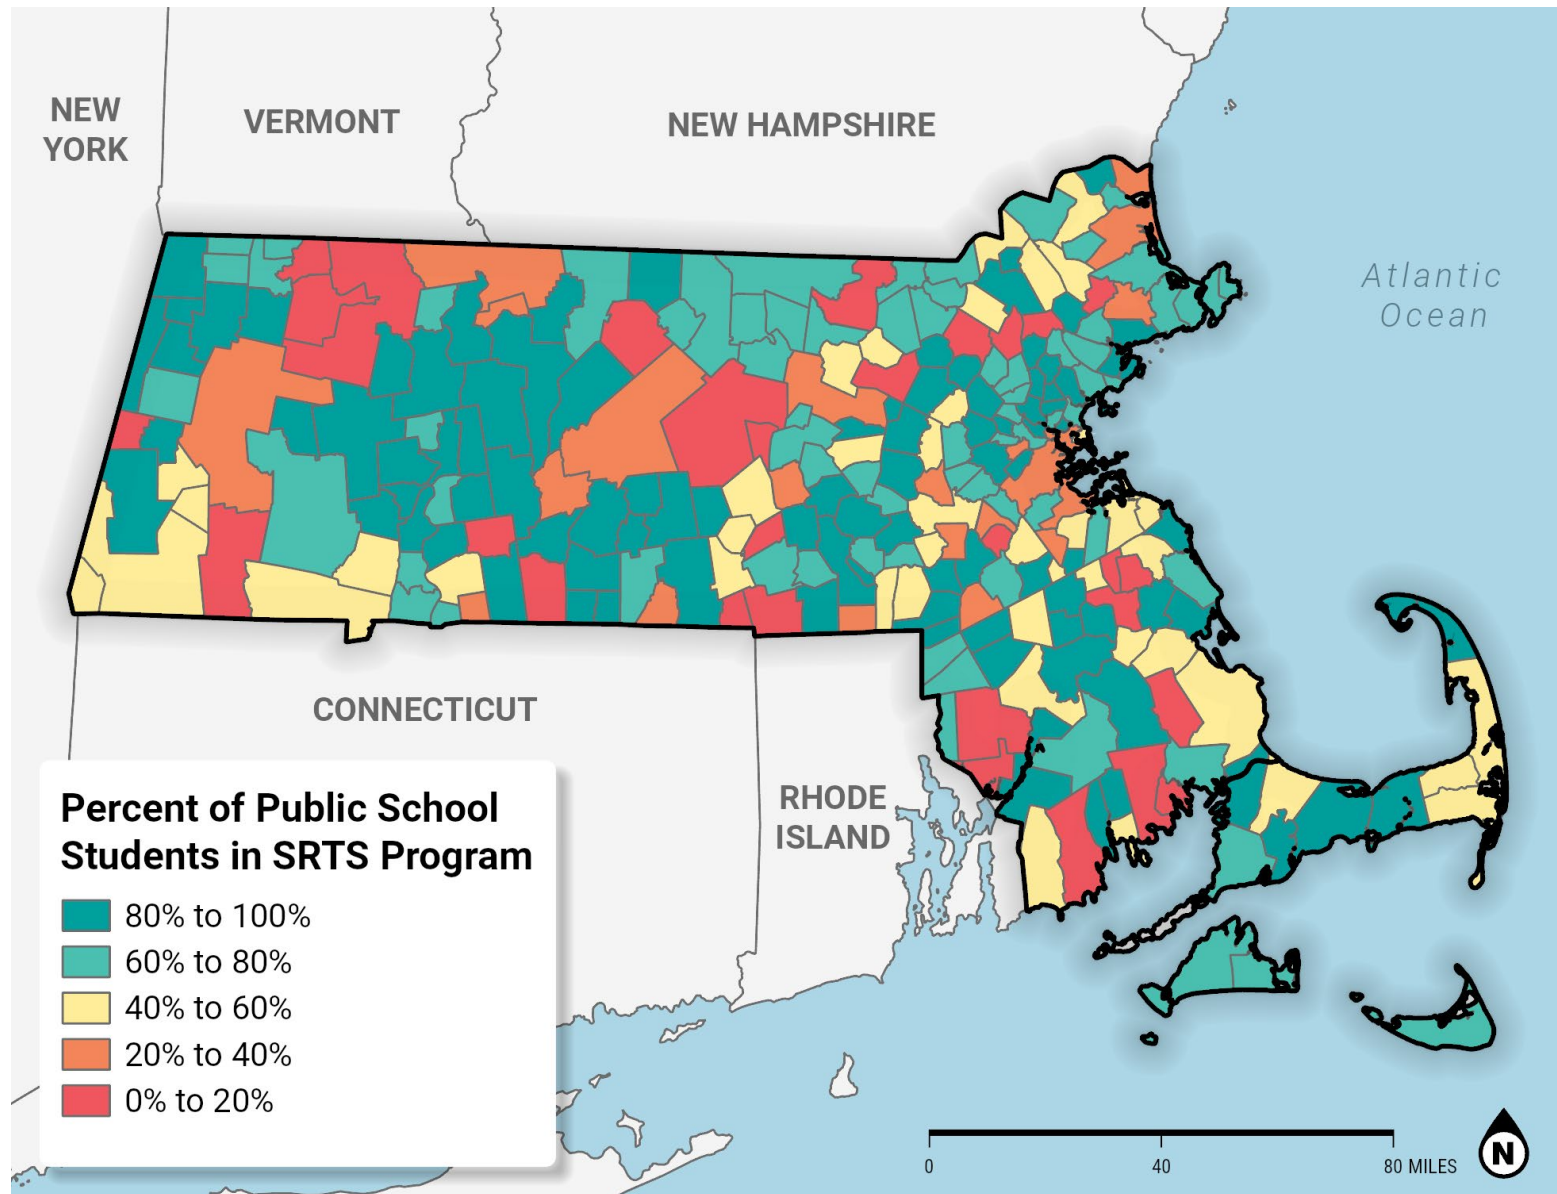 NEW
YORK
VERMONT
NEW HAMPSHIRE
Atlantic
Ocean
CONNECTICUT
RHODE
ISLAND
Percent of Public School
Students in SRTS Program
80% to 100%
60% to 80%
40% to 60%
20% to 40%
0% to 20%
0 40 80 MILES
N